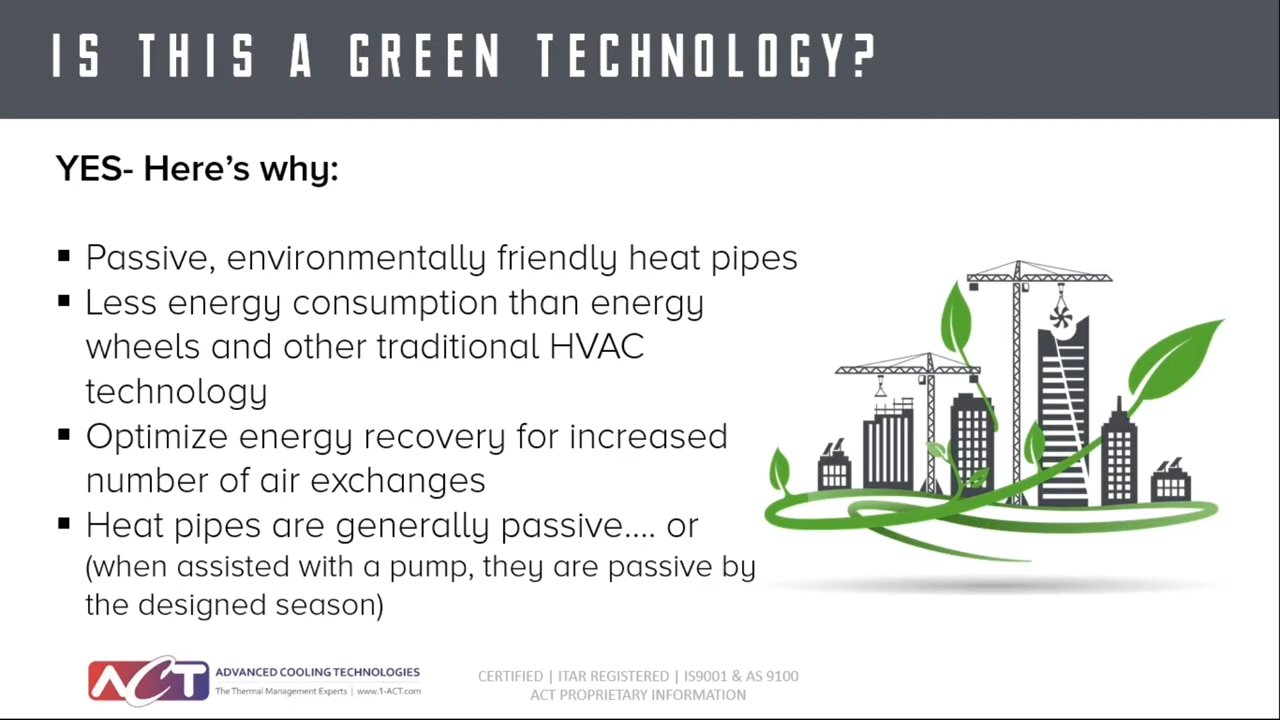 IS THIS A GREEN TECHNOLOGY?
YES- Here's why:
▪ Passive, environmentally friendly heat pipes
▪ Less energy consumption than energy
wheels and other traditional HVAC
technology
▪ Optimize energy recovery for increased
number of air exchanges
▪ Heat pipes are generally passive.... or
(when assisted with a pump, they are passive by
the designed season)
ACT
ADVANCED COOLING TECHNOLOGIES
The Thermal Management Experts | www.1-ACT.com
CERTIFIED | ITAR REGISTERED | IS9001 & AS 9100
ACT PROPRIETARY INFORMATION